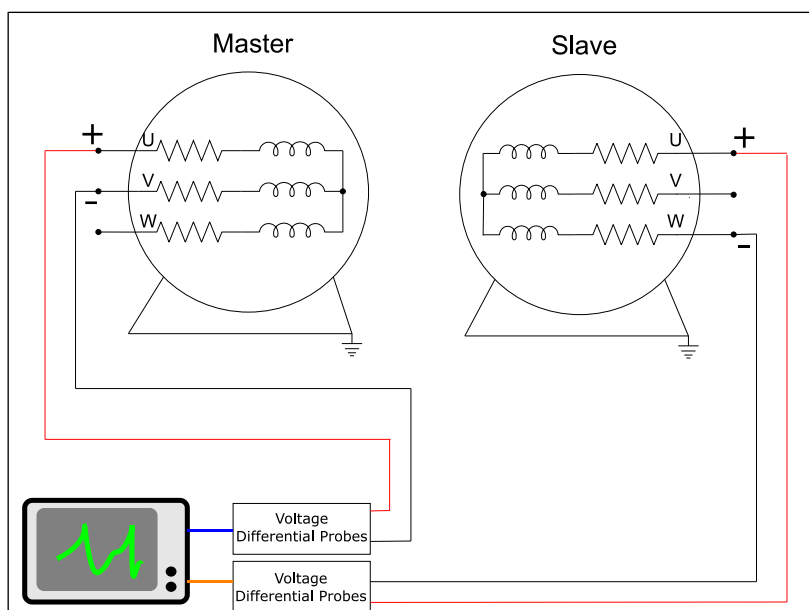 Master
Slave
+
U
V
-
W
U
+
V
W
-
Voltage
Differential Probes
Voltage
Differential Probes